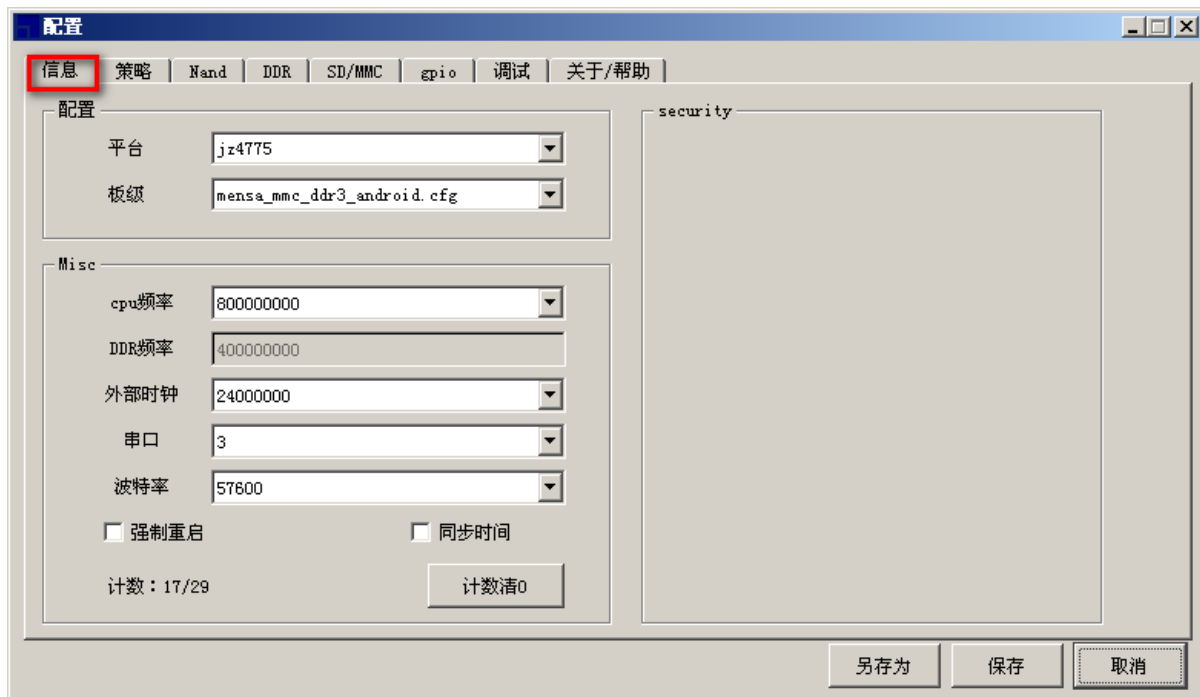 配置
信息 策略 Nand DDR SD/MMC gpio 调试 关于/帮助
配置
平台 jz4775
板级 mensa_mmc_ddr3_android.cfg
Misc
cpu频率 800000000
DDR频率 400000000
外部时钟 24000000
串口 3
波特率 57600
强制重启 同步时间
计数：17/29 计数清0
security
另存为 保存 取消